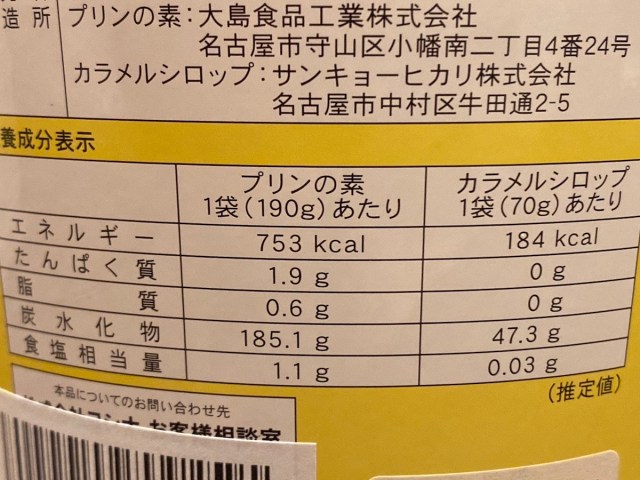 造所 プリンの素:大島食品工業株式会社
名古屋市守山区小幡南二丁目4番24号
カラメルシロップ:サンキョーヒカリ株式会社
名古屋市中村区牛田通2-5
養成分表示
プリンの素 カラメルシロップ
1袋(190g)あたり 1袋(70g)あたり
エネルギー 753 kcal 184 kcal
たんぱく質 1.9 g 0 g
脂質 0.6 g 0 g
炭水化物 185.1 g 47.3 g
食塩相当量 1.1 g 0.03 g
(推定値)
本品についてのお問い合わせ先
お客様相談室